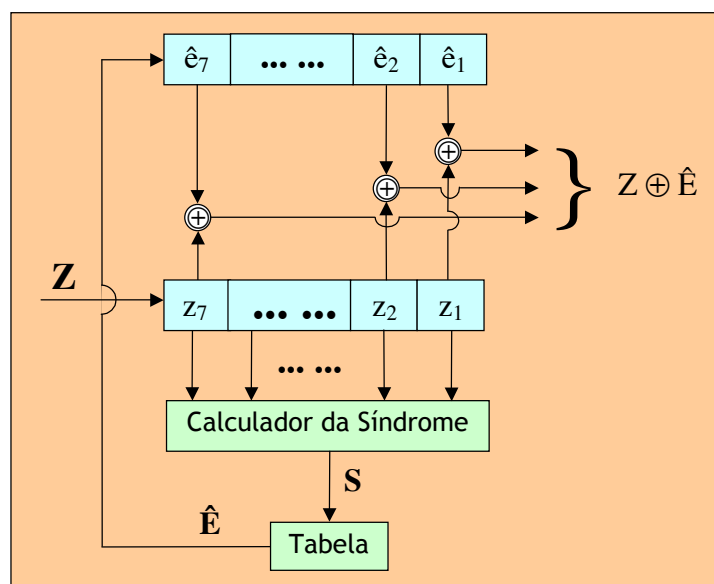 ê₇ ... ... ê₂ ê₁
} Z ⊕ Ê
Z
z₇ ... ... z₂ z₁
... ...
Calculador da Síndrome
S
Ê
Tabela